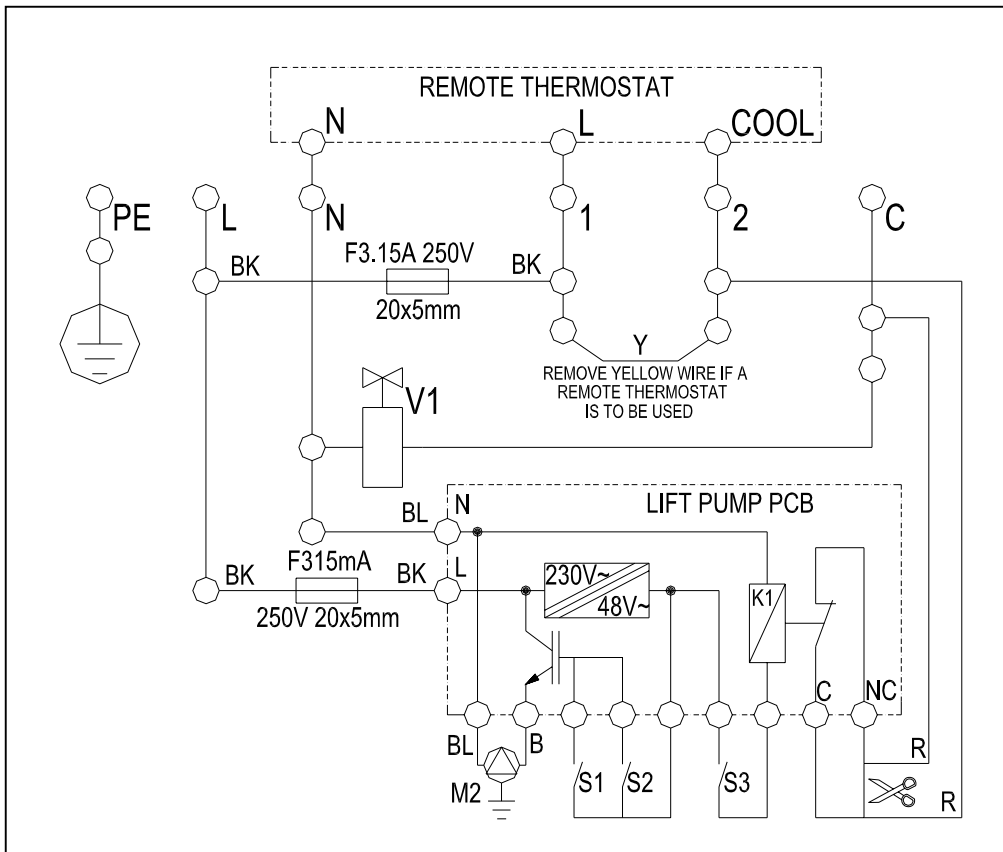 REMOTE THERMOSTAT
N L COOL
PE L N 1 2 C
BK F3.15A 250V BK
20x5mm
Y
REMOVE YELLOW WIRE IF A
REMOTE THERMOSTAT
IS TO BE USED
V1
BL N LIFT PUMP PCB
F315mA
BK BK L
250V 20x5mm
230V~
48V~
K1
C NC
BL B R
M2 S1 S2 S3
R